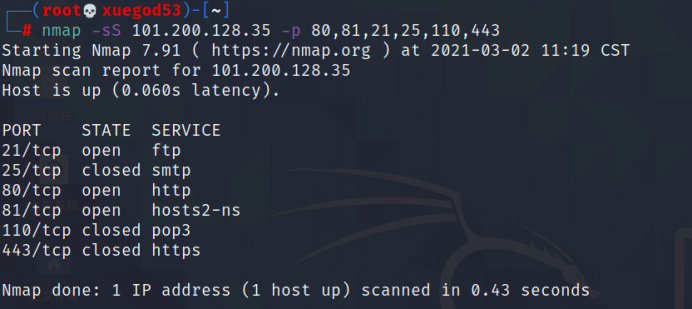 ┌──(root💀xuegod53)-[~]
└─# nmap -sS 101.200.128.35 -p 80,81,21,25,110,443
Starting Nmap 7.91 ( https://nmap.org ) at 2021-03-02 11:19 CST
Nmap scan report for 101.200.128.35
Host is up (0.060s latency).
PORT    STATE  SERVICE
21/tcp  open   ftp
25/tcp  closed smtp
80/tcp  open   http
81/tcp  open   hosts2-ns
110/tcp closed pop3
443/tcp closed https
Nmap done: 1 IP address (1 host up) scanned in 0.43 seconds